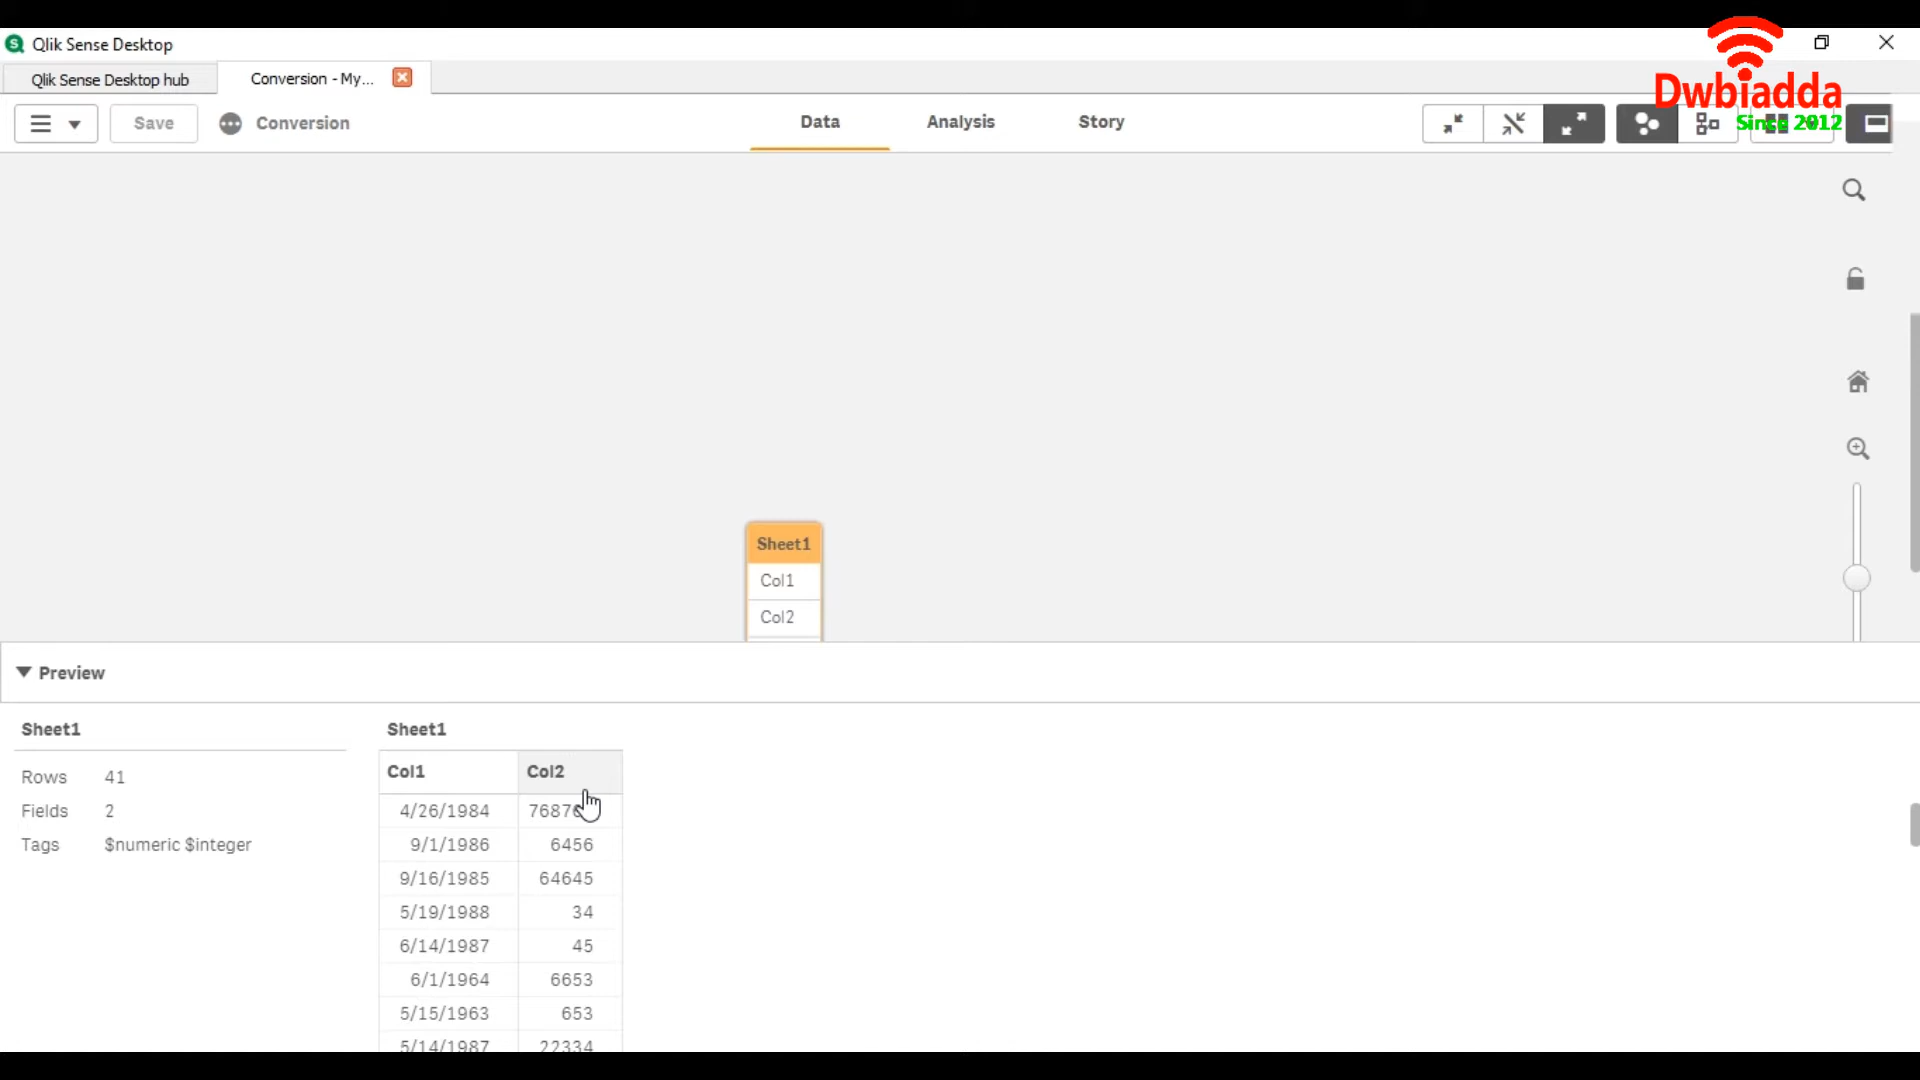 Qlik Sense Desktop
Qlik Sense Desktop hub
Conversion - My...
Dwbiadda
Since 2012
Save
Conversion
Data
Analysis
Story
Sheet1
Col1
Col2
Preview
Sheet1
Rows 41
Fields 2
Tags $numeric $integer
Sheet1
Col1 Col2
4/26/1984
9/1/1986 6456
9/16/1985 64645
5/19/1988 34
6/14/1987 45
6/1/1964 6653
5/15/1963 653
5/14/1987 22334